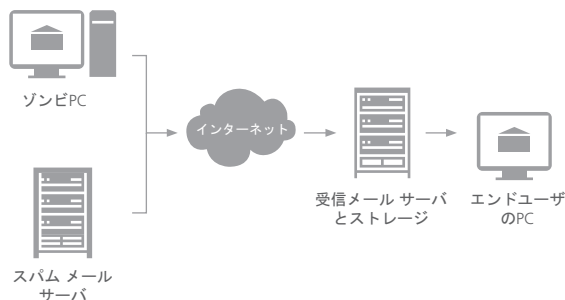 ゾンビPC
インターネット
受信メール サーバ
とストレージ
エンドユーザ
のPC
スパム メール
サーバ